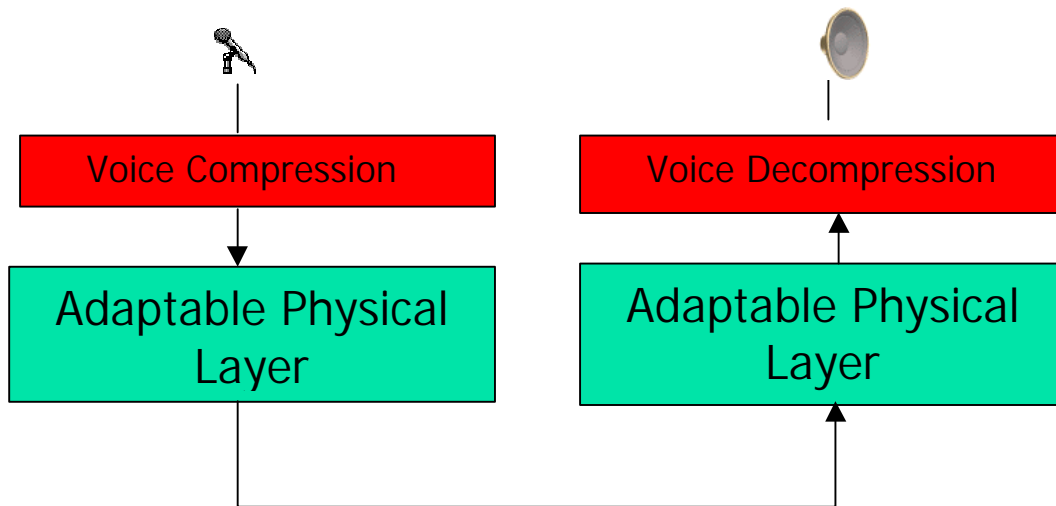 Voice Compression
Voice Decompression
Adaptable Physical
Layer
Adaptable Physical
Layer